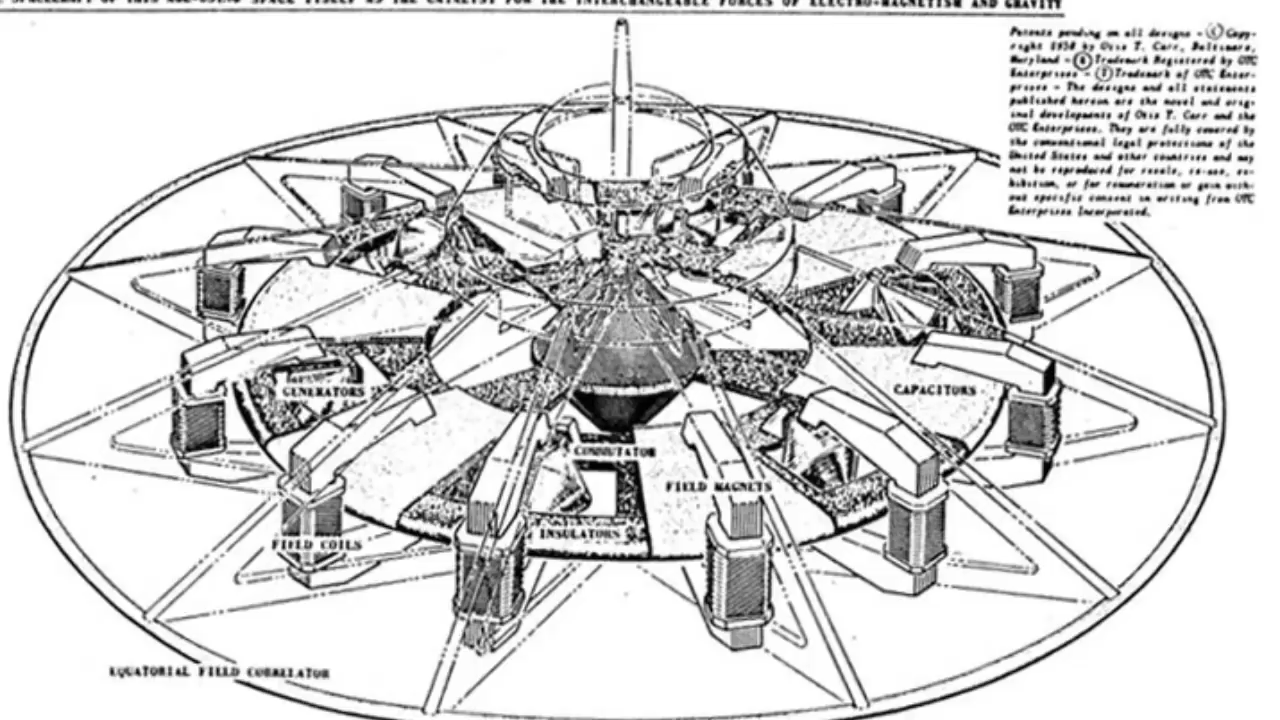 SPACECRAFT OF THIS AGE-USING SPACE ITSELF AS THE CATALYST FOR THE INTERCHANGEABLE FORCES OF ELECTRO-MAGNETISM AND GRAVITY
Patents pending on all designs - © Copy-
right 1958 by Otis T. Carr, Baltimore,
Maryland - ® Trademark Registered by OTC
Enterprises - Ⓣ Trademark of OTC Enter-
prises - The designs and all statements
published hereon are the novel and orig-
inal developments of Otis T. Carr and the
OTC Enterprises. They are fully covered by
the conventional legal protections of the
United States and other countries and may
not be reproduced for resale, re-use, ex-
hibition, or for remuneration or gain with-
out specific consent in writing from OTC
Enterprises Incorporated.
GENERATORS
CAPACITORS
COMMUTATOR
FIELD MAGNETS
INSULATORS
FIELD COILS
EQUATORIAL FIELD CORRELATOR